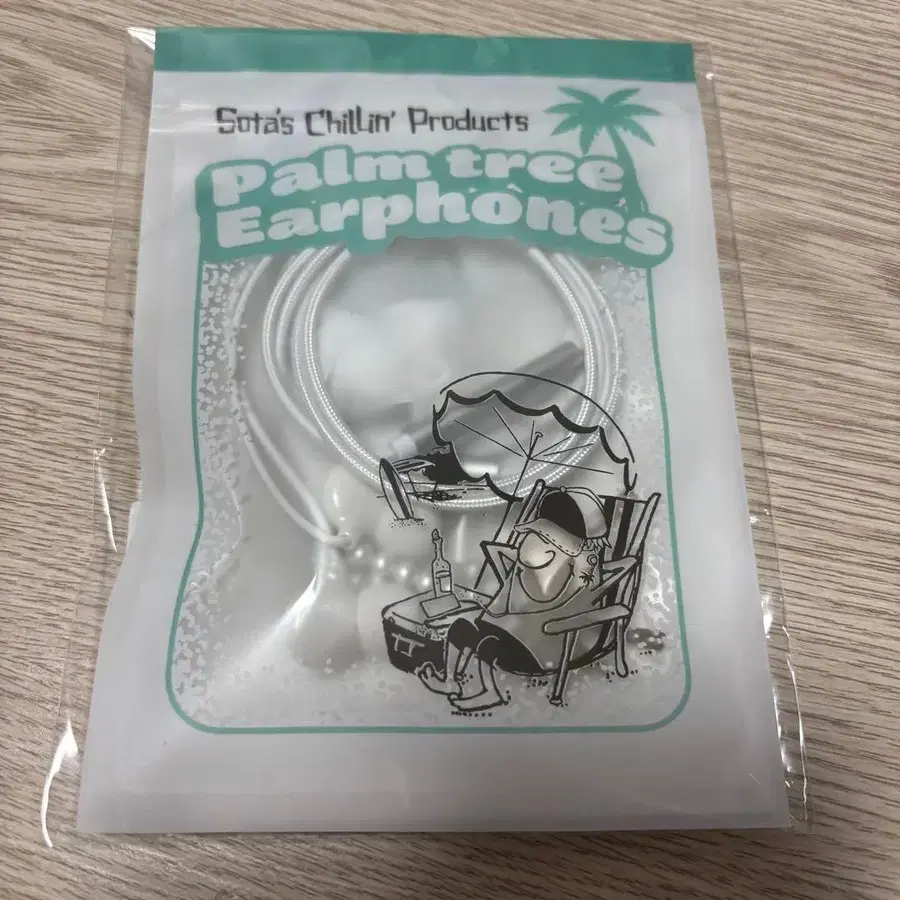 Sota's Chillin' Products
Palm tree
Earphones